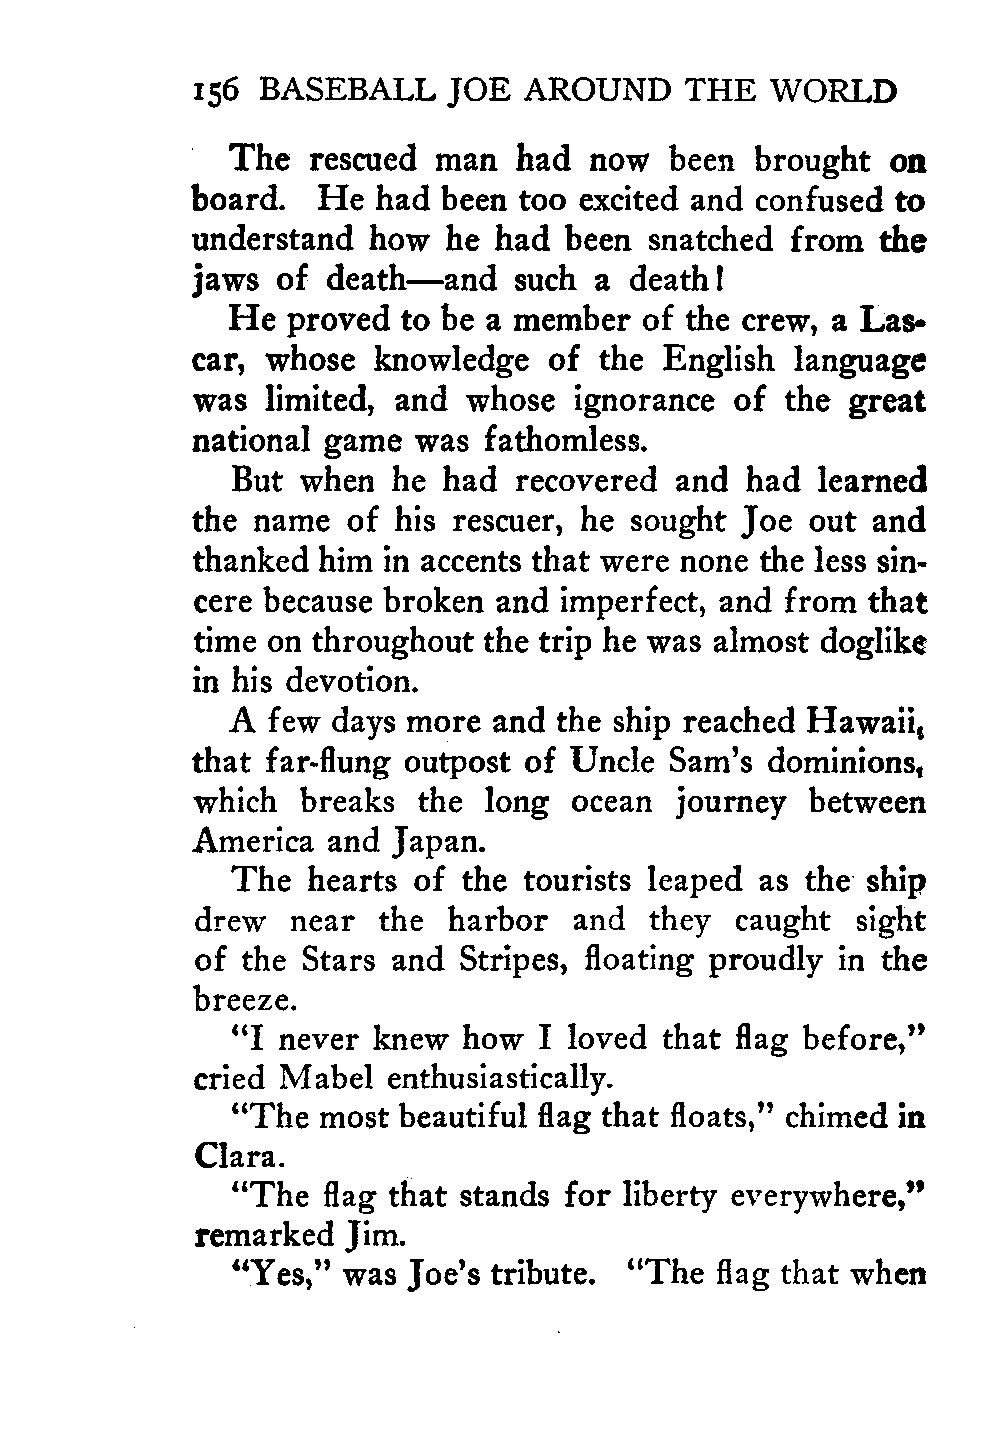 156 BASEBALL JOE AROUND THE WORLD
The rescued man had now been brought on
board. He had been too excited and confused to
understand how he had been snatched from the
jaws of death—and such a death!
He proved to be a member of the crew, a Las-
car, whose knowledge of the English language
was limited, and whose ignorance of the great
national game was fathomless.
But when he had recovered and had learned
the name of his rescuer, he sought Joe out and
thanked him in accents that were none the less sin-
cere because broken and imperfect, and from that
time on throughout the trip he was almost doglike
in his devotion.
A few days more and the ship reached Hawaii,
that far-flung outpost of Uncle Sam's dominions,
which breaks the long ocean journey between
America and Japan.
The hearts of the tourists leaped as the ship
drew near the harbor and they caught sight
of the Stars and Stripes, floating proudly in the
breeze.
"I never knew how I loved that flag before,"
cried Mabel enthusiastically.
"The most beautiful flag that floats," chimed in
Clara.
"The flag that stands for liberty everywhere,"
remarked Jim.
"Yes," was Joe's tribute. "The flag that when